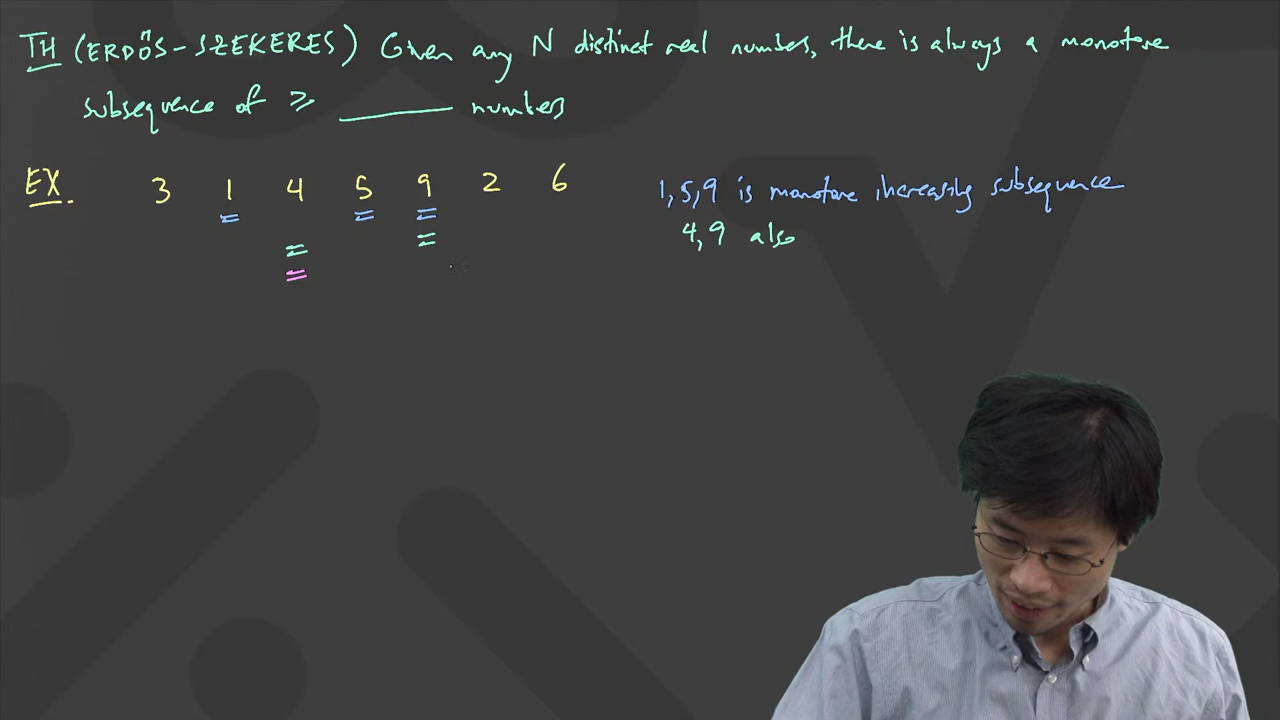 TH (ERDŐS-SZEKERES) Given any N distinct real numbers, there is always a monotone
subsequence of ≥ ______ numbers
EX. 3 1 4 5 9 2 6
1,5,9 is monotone increasing subsequence
4,9 also